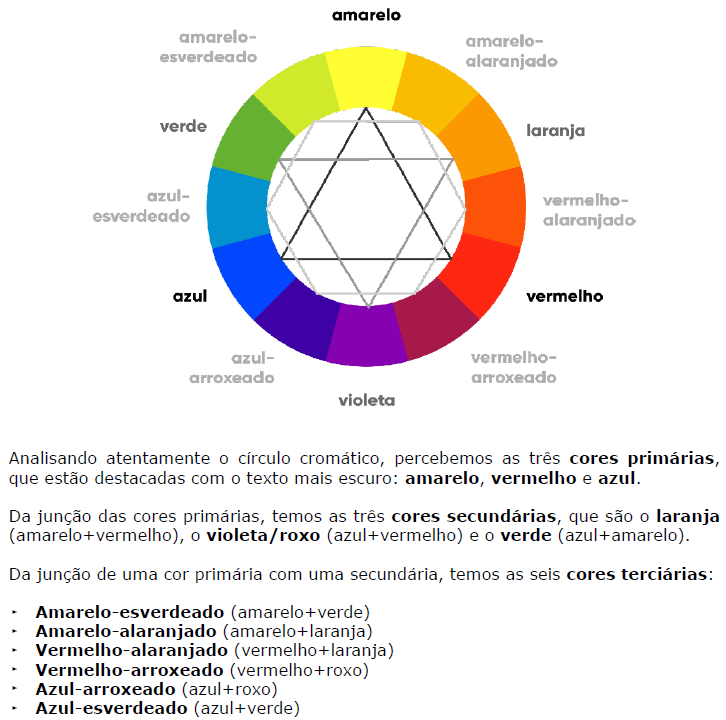 amarelo
amarelo-
esverdeado
amarelo-
alaranjado
verde
laranja
azul-
esverdeado
vermelho-
alaranjado
azul
vermelho
azul-
arroxeado
vermelho-
arroxeado
violeta
Analisando atentamente o círculo cromático, percebemos as três cores primárias,
que estão destacadas com o texto mais escuro: amarelo, vermelho e azul.
Da junção das cores primárias, temos as três cores secundárias, que são o laranja
(amarelo+vermelho), o violeta/roxo (azul+vermelho) e o verde (azul+amarelo).
Da junção de uma cor primária com uma secundária, temos as seis cores terciárias:
‣ Amarelo-esverdeado (amarelo+verde)
‣ Amarelo-alaranjado (amarelo+laranja)
‣ Vermelho-alaranjado (vermelho+laranja)
‣ Vermelho-arroxeado (vermelho+roxo)
‣ Azul-arroxeado (azul+roxo)
‣ Azul-esverdeado (azul+verde)